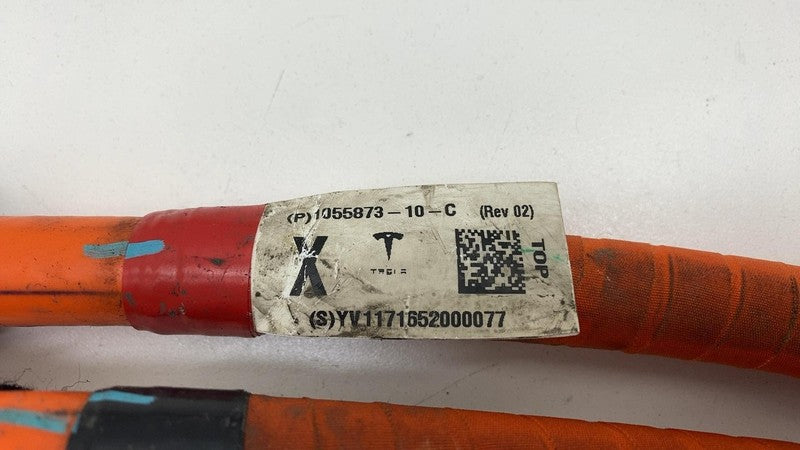 (P)1055873-10-C (Rev 02)
X
TESLA
TOP
(S)YV1171652000077